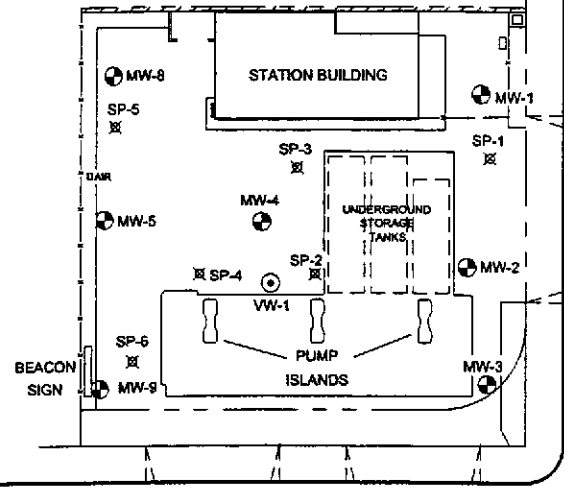 STATION BUILDING
MW-8
MW-1
SP-5
SP-3
SP-1
AIR
MW-5
MW-4
UNDERGROUND
STORAGE
TANKS
SP-4
SP-2
MW-2
VW-1
SP-6
PUMP
ISLANDS
BEACON
SIGN
MW-9
MW-3